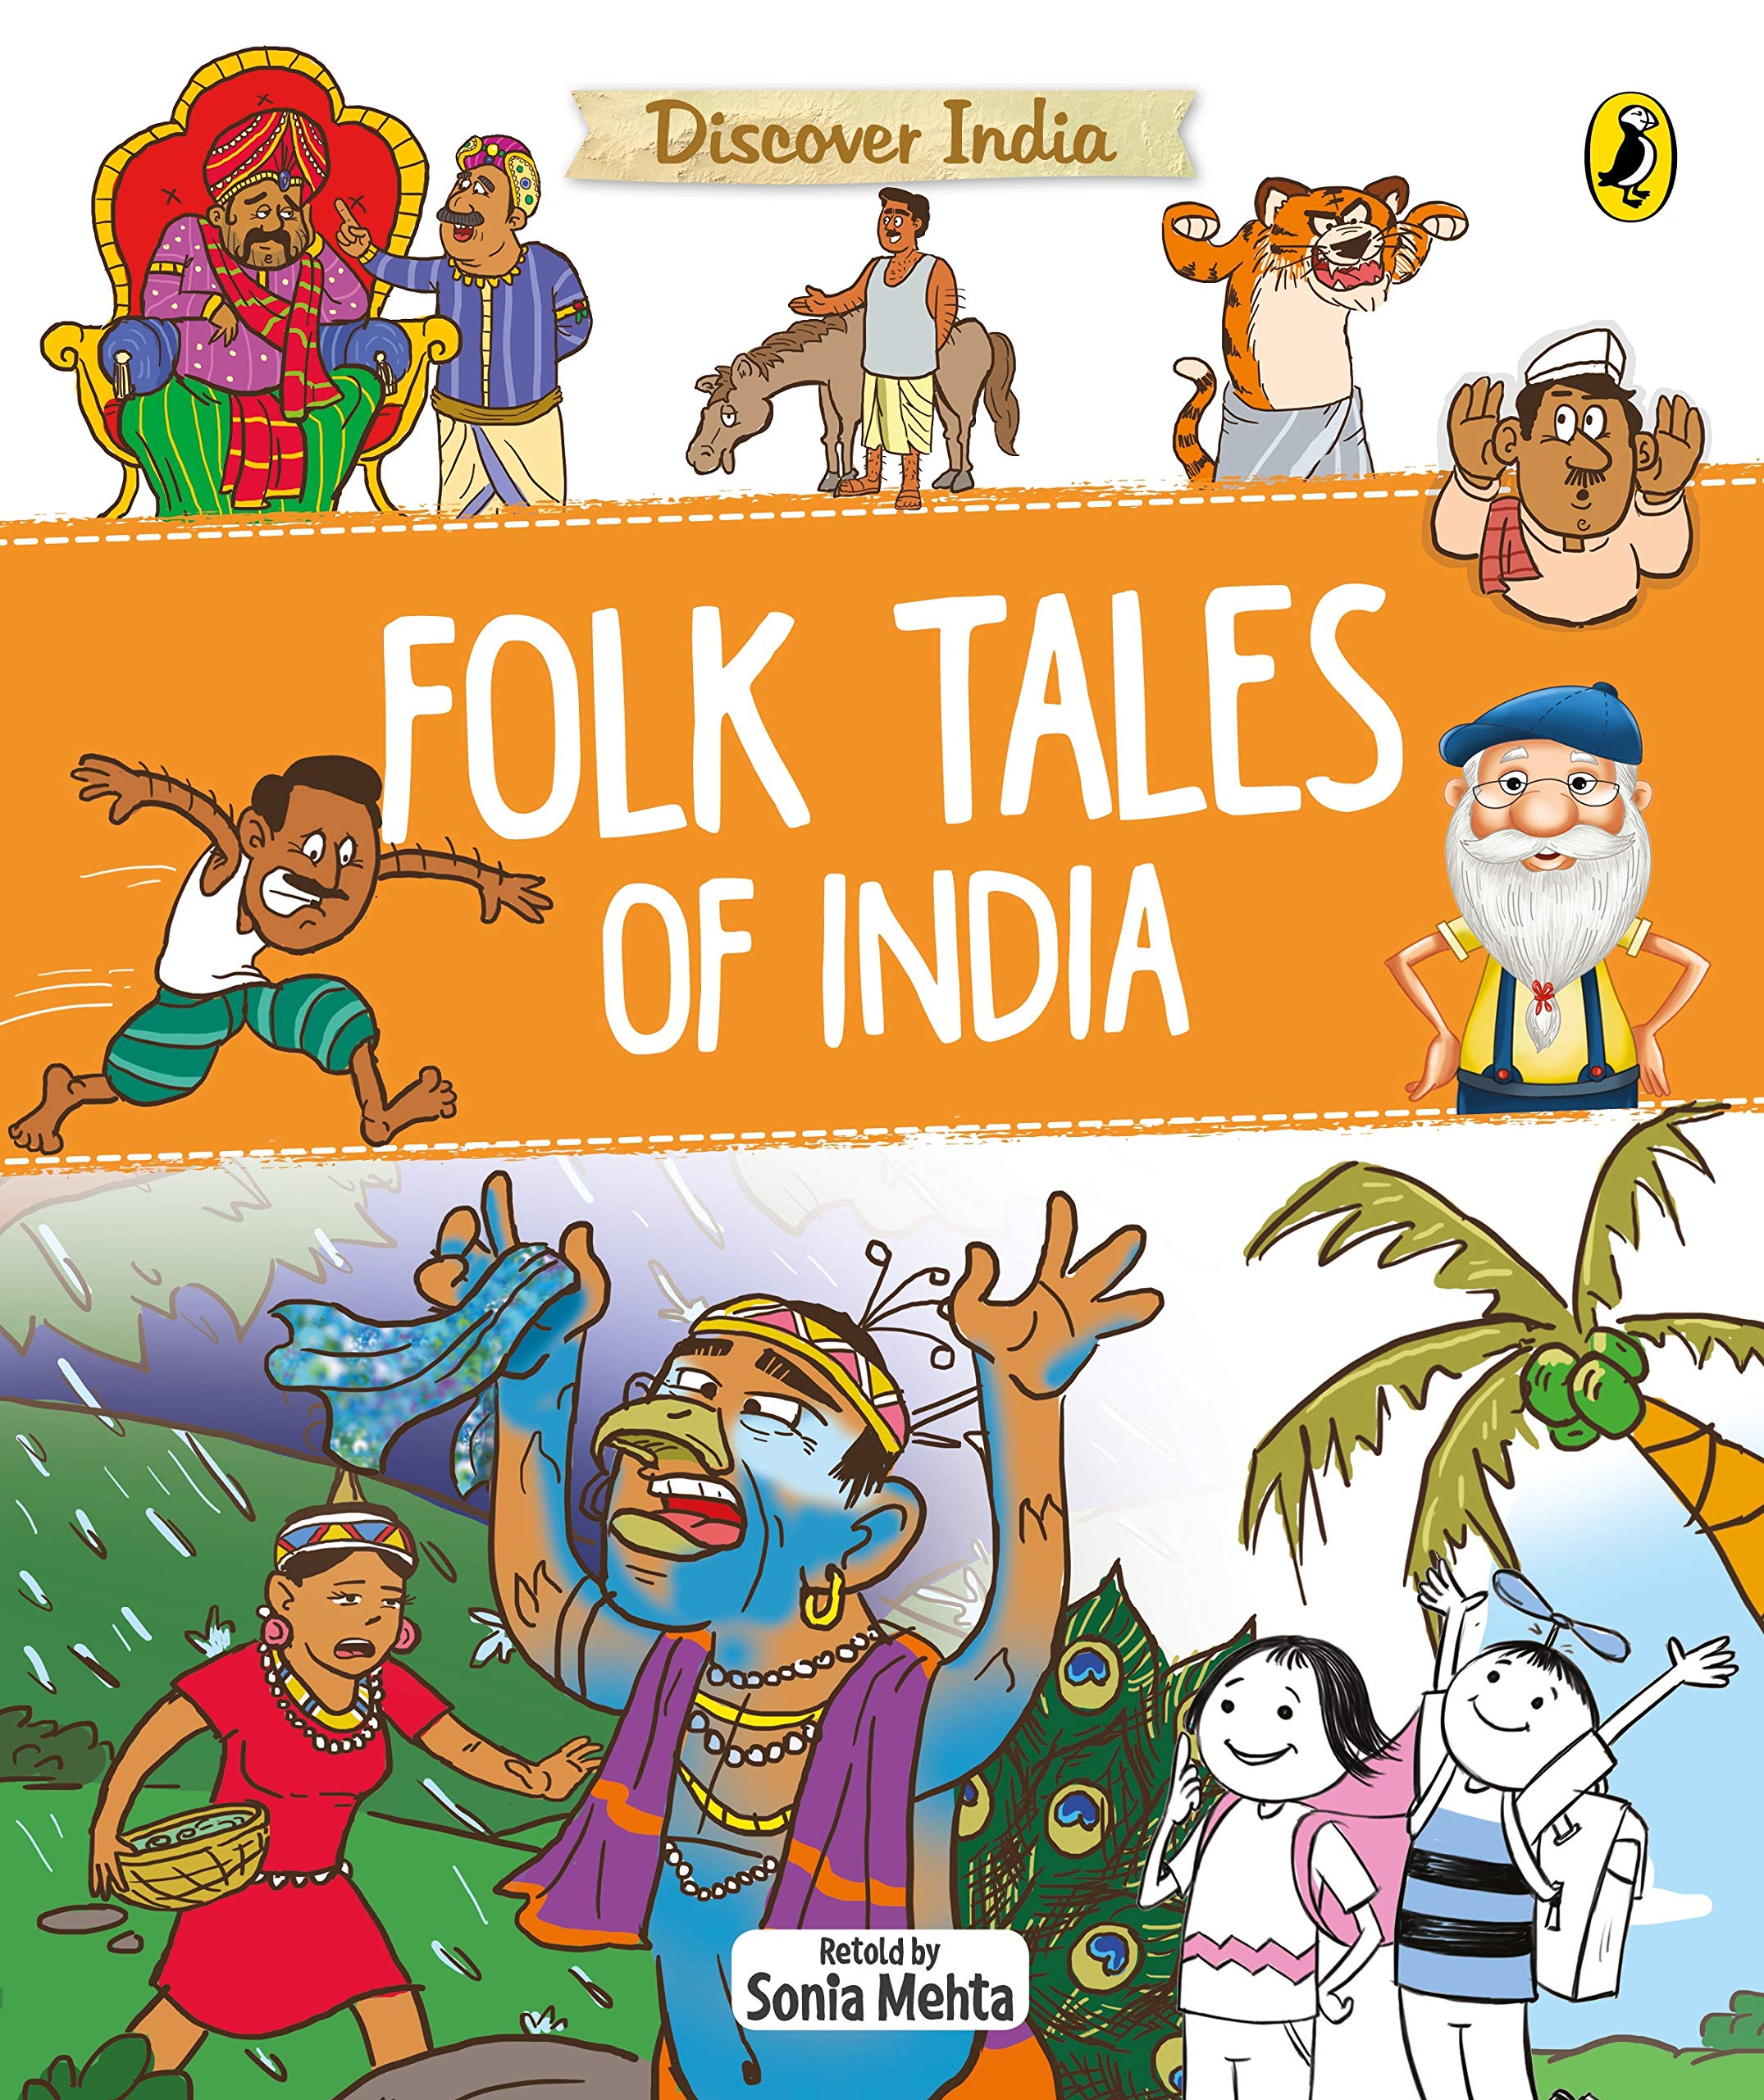 Discover India
FOLK TALES
OF INDIA
Retold by
Sonia Mehta